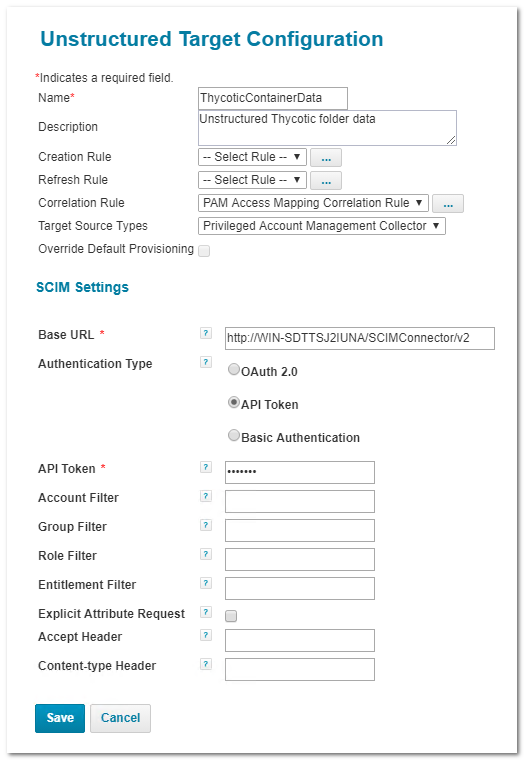 Unstructured Target Configuration
*Indicates a required field.
Name* ThycoticContainerData
Description Unstructured Thycotic folder data
Creation Rule -- Select Rule -- ▼ ...
Refresh Rule -- Select Rule -- ▼ ...
Correlation Rule PAM Access Mapping Correlation Rule ▼ ...
Target Source Types Privileged Account Management Collector ▼
Override Default Provisioning
SCIM Settings
Base URL * ? http://WIN-SDTTSJ2IUNA/SCIMConnector/v2
Authentication Type ? OAuth 2.0
API Token
Basic Authentication
API Token * ? •••••••
Account Filter ?
Group Filter ?
Role Filter ?
Entitlement Filter ?
Explicit Attribute Request ?
Accept Header ?
Content-type Header ?
Save Cancel